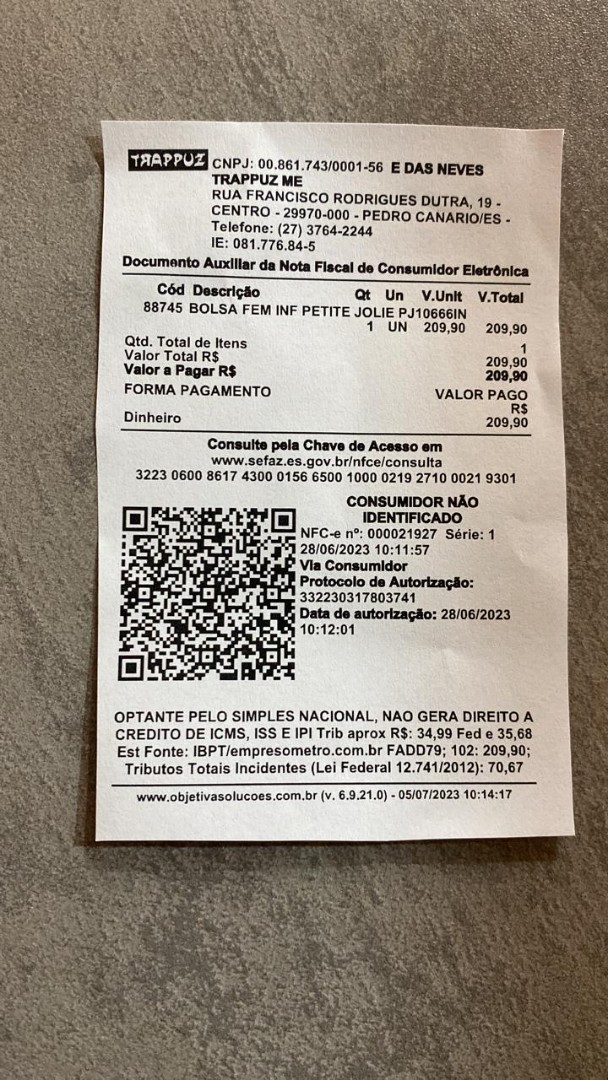 TRAPPUZ CNPJ: 00.861.743/0001-56 E DAS NEVES
TRAPPUZ ME
RUA FRANCISCO RODRIGUES DUTRA, 19 -
CENTRO - 29970-000 - PEDRO CANARIO/ES -
Telefone: (27) 3764-2244
IE: 081.776.84-5
Documento Auxiliar da Nota Fiscal de Consumidor Eletrônica
Cód Descrição Qt Un V.Unit V.Total
88745 BOLSA FEM INF PETITE JOLIE PJ10666IN
1 UN 209,90 209,90
Qtd. Total de Itens 1
Valor Total R$ 209,90
Valor a Pagar R$ 209,90
FORMA PAGAMENTO VALOR PAGO
R$
Dinheiro 209,90
Consulte pela Chave de Acesso em
www.sefaz.es.gov.br/nfce/consulta
3223 0600 8617 4300 0156 6500 1000 0219 2710 0021 9301
CONSUMIDOR NÃO
IDENTIFICADO
NFC-e nº: 000021927 Série: 1
28/06/2023 10:11:57
Via Consumidor
Protocolo de Autorização:
332230317803741
Data de autorização: 28/06/2023
10:12:01
OPTANTE PELO SIMPLES NACIONAL, NAO GERA DIREITO A
CREDITO DE ICMS, ISS E IPI Trib aprox R$: 34,99 Fed e 35,68
Est Fonte: IBPT/empresometro.com.br FADD79; 102: 209,90;
Tributos Totais Incidentes (Lei Federal 12.741/2012): 70,67
www.objetivasolucoes.com.br (v. 6.9.21.0) - 05/07/2023 10:14:17